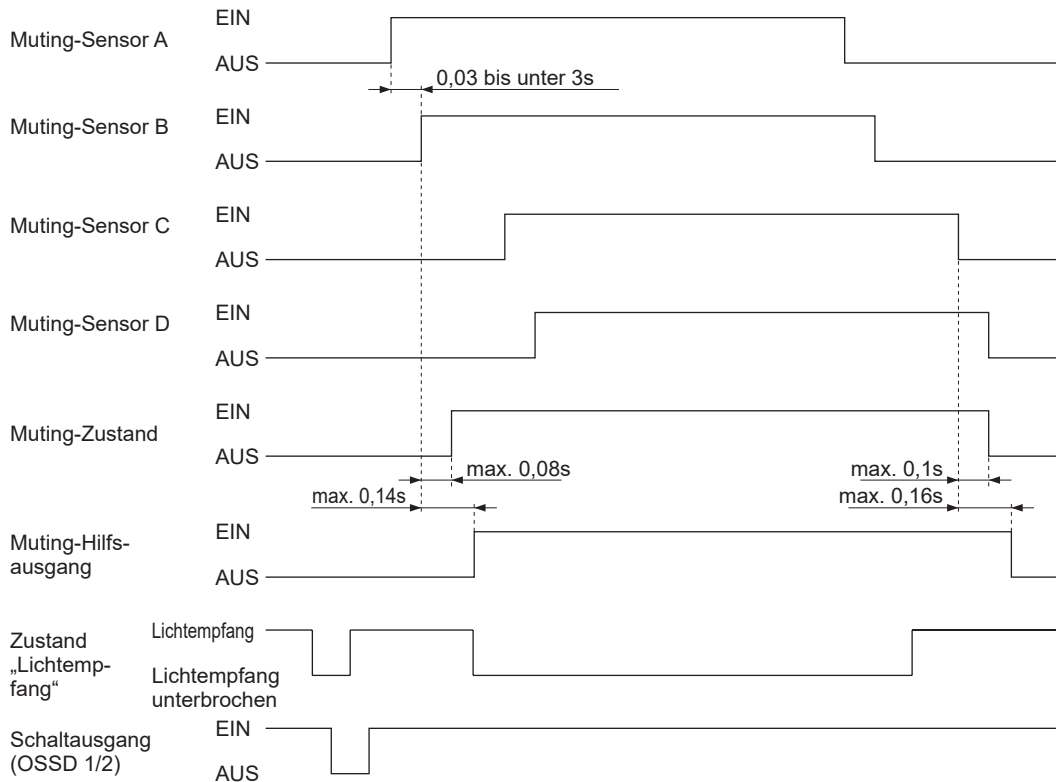 EIN
Muting-Sensor A
AUS
0,03 bis unter 3s
EIN
Muting-Sensor B
AUS
EIN
Muting-Sensor C
AUS
EIN
Muting-Sensor D
AUS
EIN
Muting-Zustand
AUS
max. 0,08s
max. 0,1s
max. 0,14s
max. 0,16s
EIN
Muting-Hilfs-
ausgang
AUS
Zustand
„Lichtemp-
fang“
Lichtempfang
Lichtempfang
unterbrochen
EIN
Schaltausgang
(OSSD 1/2)
AUS